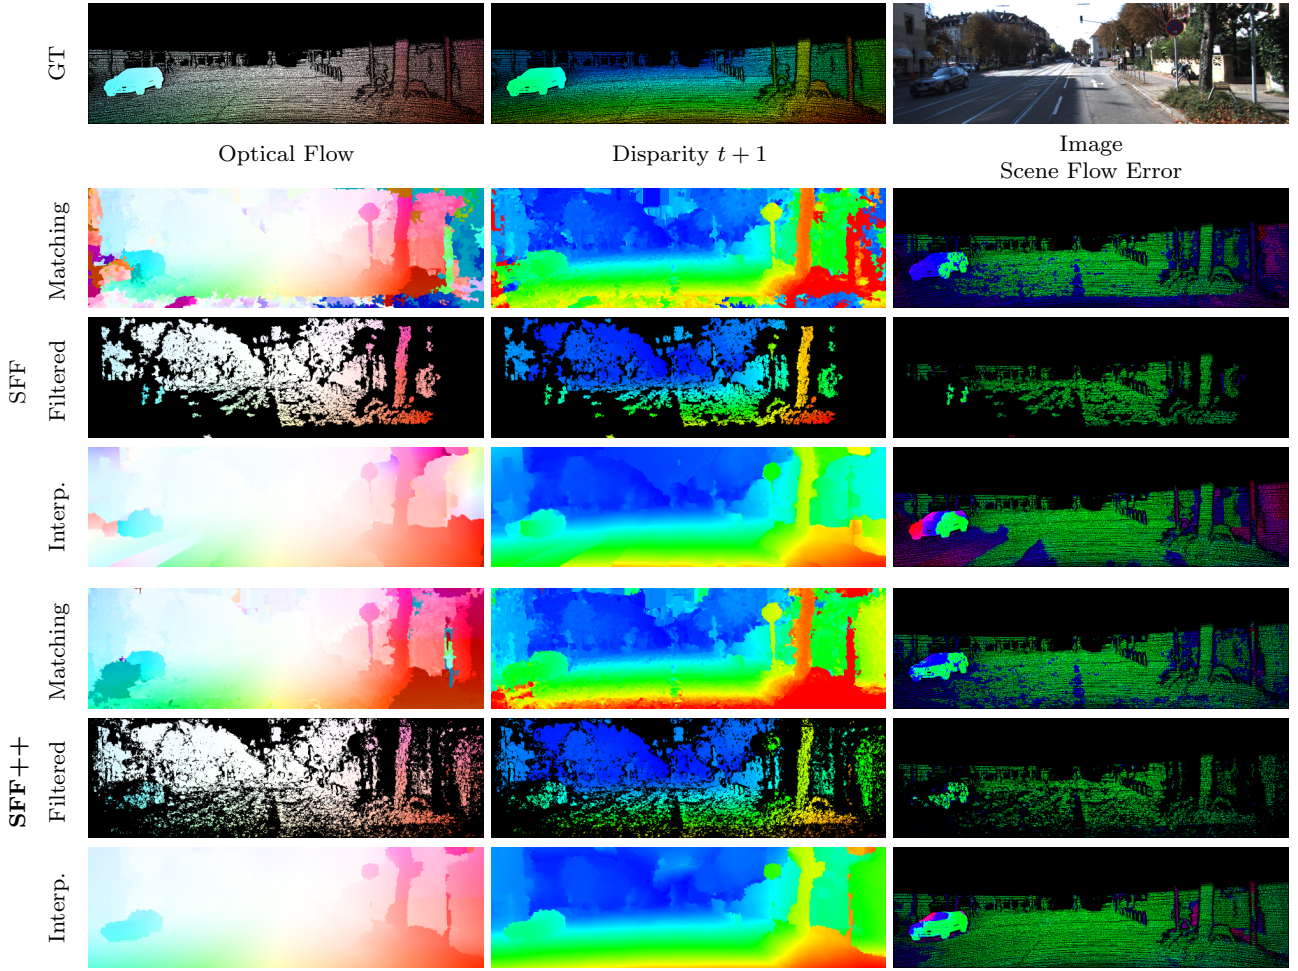 GT
Optical Flow
Disparity t + 1
Image
Scene Flow Error
SFF
Matching
Filtered
Interp.
SFF++
Matching
Filtered
Interp.